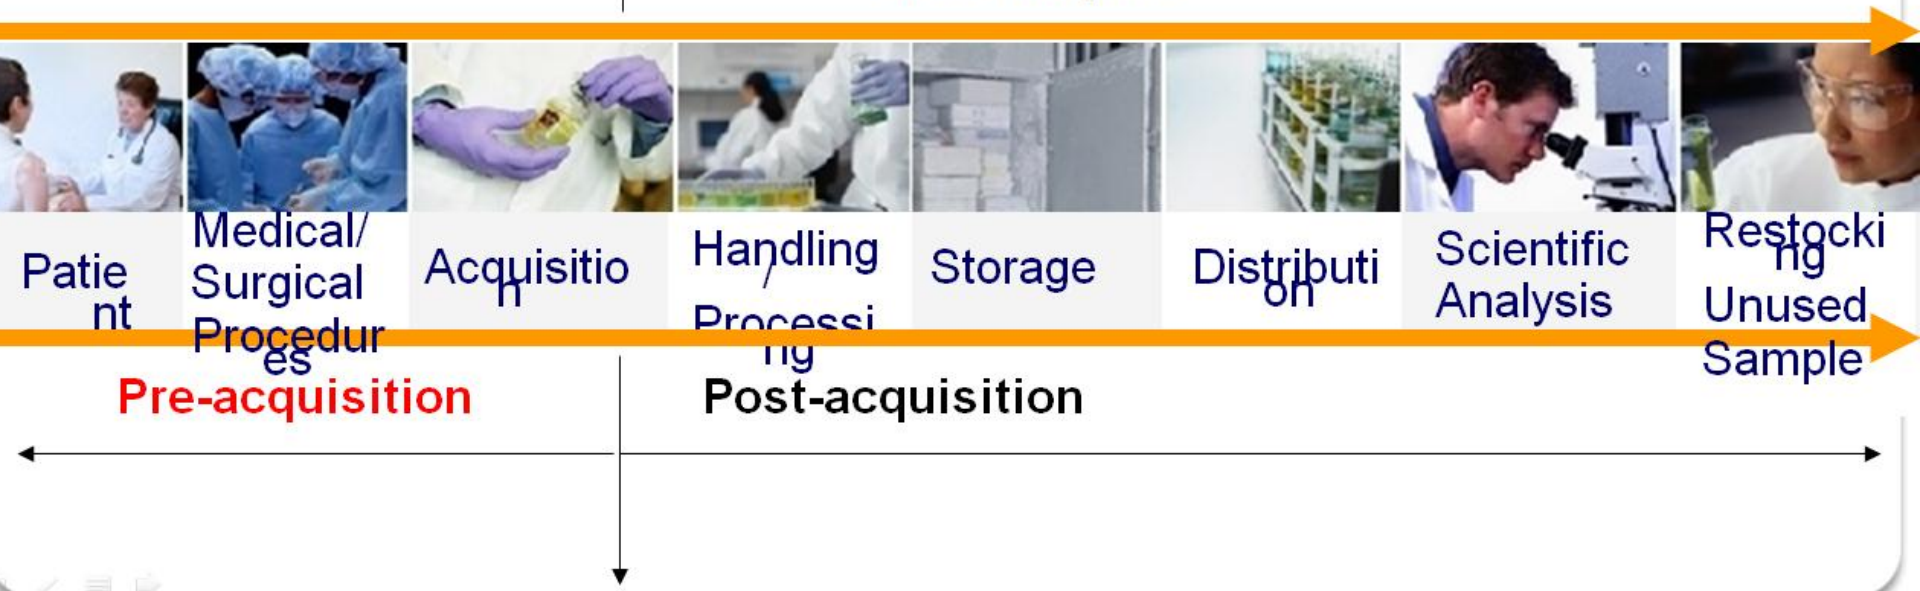 Patie
nt
Medical/
Surgical
Procedur
es
Acquisitio
n
Handling
/
Processi
ng
Storage
Distributi
on
Scientific
Analysis
Restocki
ng
Unused
Sample
Pre-acquisition
Post-acquisition